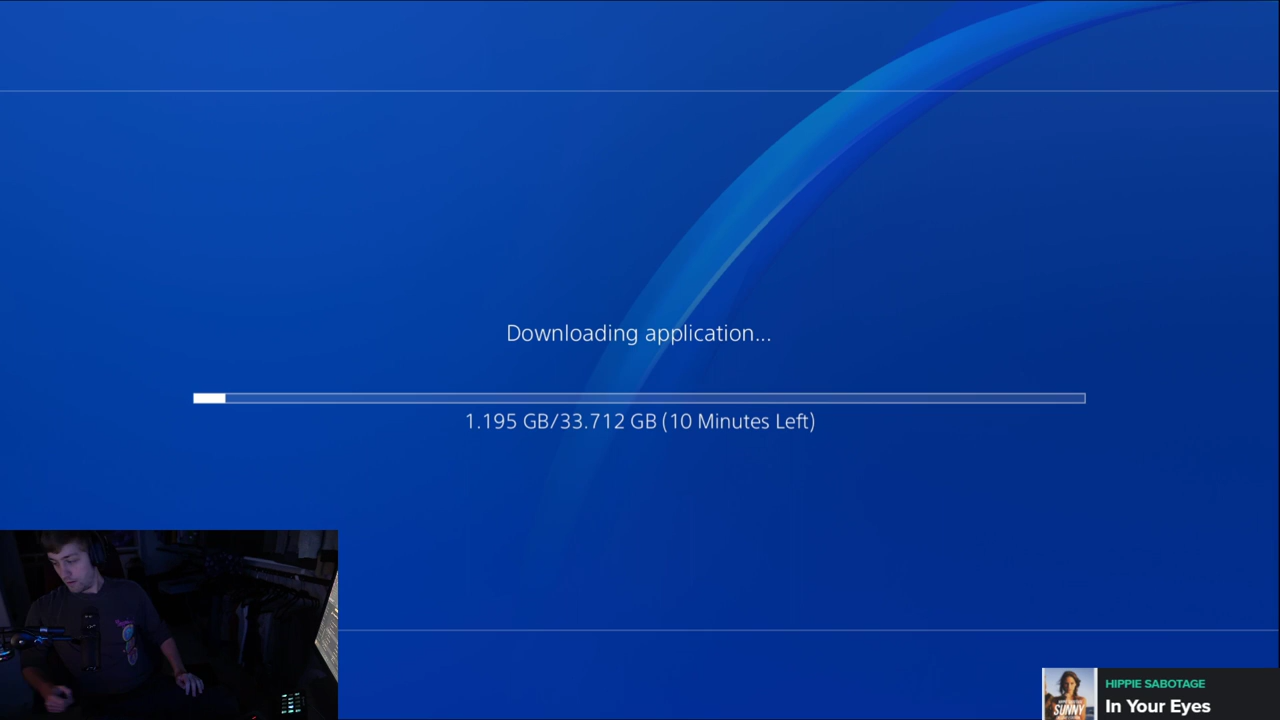 Downloading application...
1.195 GB/33.712 GB (10 Minutes Left)
HIPPIE SABOTAGE
SUNNY
In Your Eyes